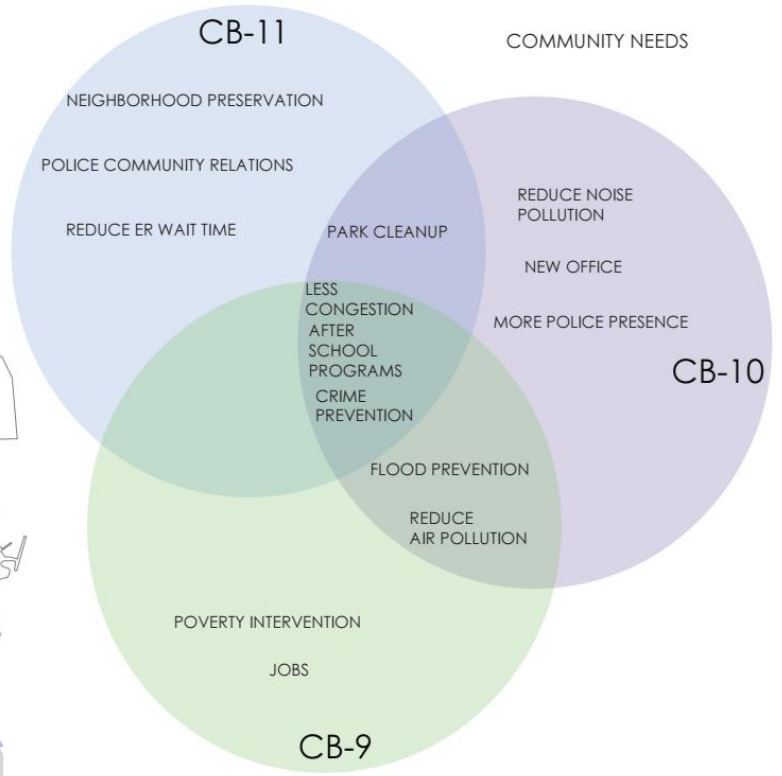 CB-11
COMMUNITY NEEDS
NEIGHBORHOOD PRESERVATION
POLICE COMMUNITY RELATIONS
REDUCE ER WAIT TIME
PARK CLEANUP
REDUCE NOISE
POLLUTION
NEW OFFICE
MORE POLICE PRESENCE
CB-10
LESS
CONGESTION
AFTER
SCHOOL
PROGRAMS
CRIME
PREVENTION
FLOOD PREVENTION
REDUCE
AIR POLLUTION
POVERTY INTERVENTION
JOBS
CB-9